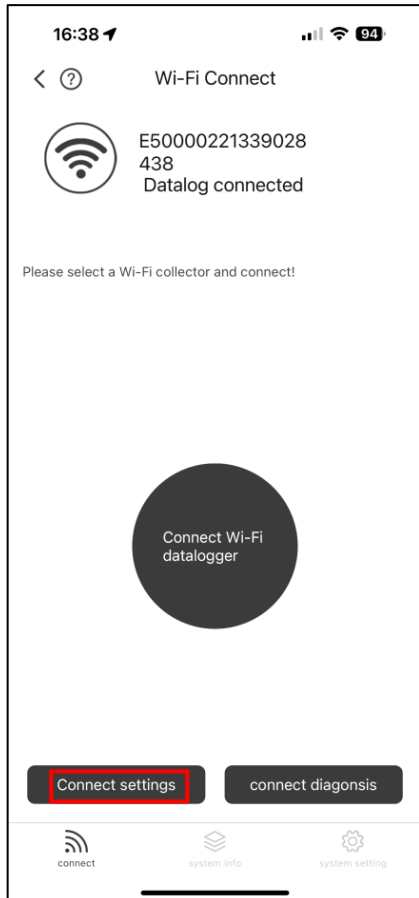 16:38
94
Wi-Fi Connect
E50000221339028
438
Datalog connected
Please select a Wi-Fi collector and connect!
Connect Wi-Fi
datalogger
Connect settings
connect diagonsis
connect
system info
system setting